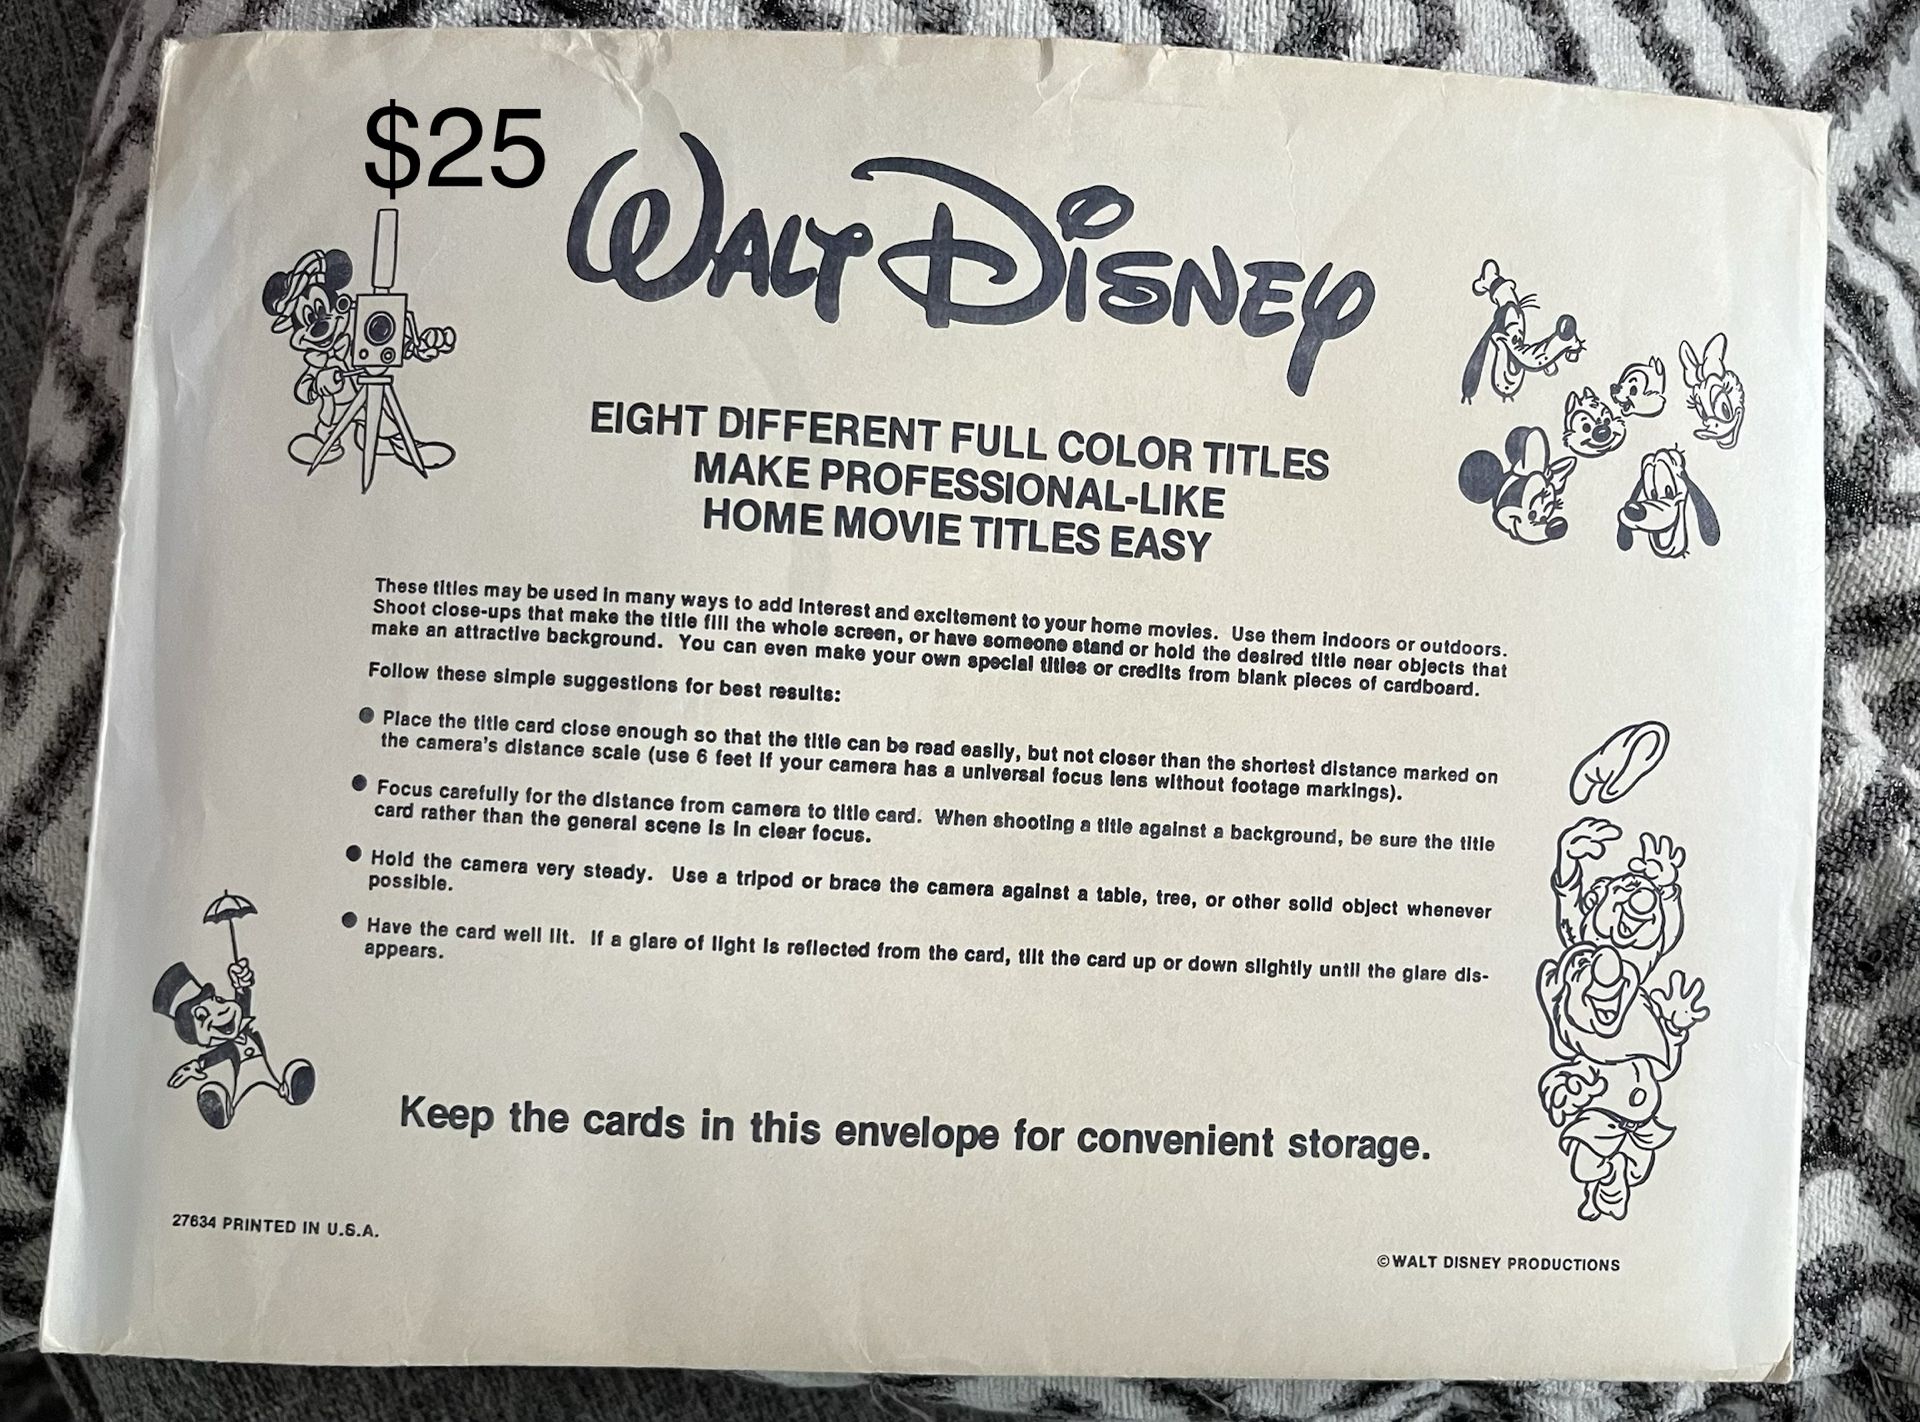 $25
WALT DISNEY
EIGHT DIFFERENT FULL COLOR TITLES
MAKE PROFESSIONAL-LIKE
HOME MOVIE TITLES EASY
These titles may be used in many ways to add interest and excitement to your home movies. Use them indoors or outdoors.
Shoot close-ups that make the title fill the whole screen, or have someone stand or hold the desired title near objects that
make an attractive background. You can even make your own special titles or credits from blank pieces of cardboard.
Follow these simple suggestions for best results:
● Place the title card close enough so that the title can be read easily, but not closer than the shortest distance marked on
the camera's distance scale (use 6 feet if your camera has a universal focus lens without footage markings).
● Focus carefully for the distance from camera to title card. When shooting a title against a background, be sure the title
card rather than the general scene is in clear focus.
● Hold the camera very steady. Use a tripod or brace the camera against a table, tree, or other solid object whenever
possible.
● Have the card well lit. If a glare of light is reflected from the card, tilt the card up or down slightly until the glare dis-
appears.
Keep the cards in this envelope for convenient storage.
27634 PRINTED IN U.S.A.
©WALT DISNEY PRODUCTIONS